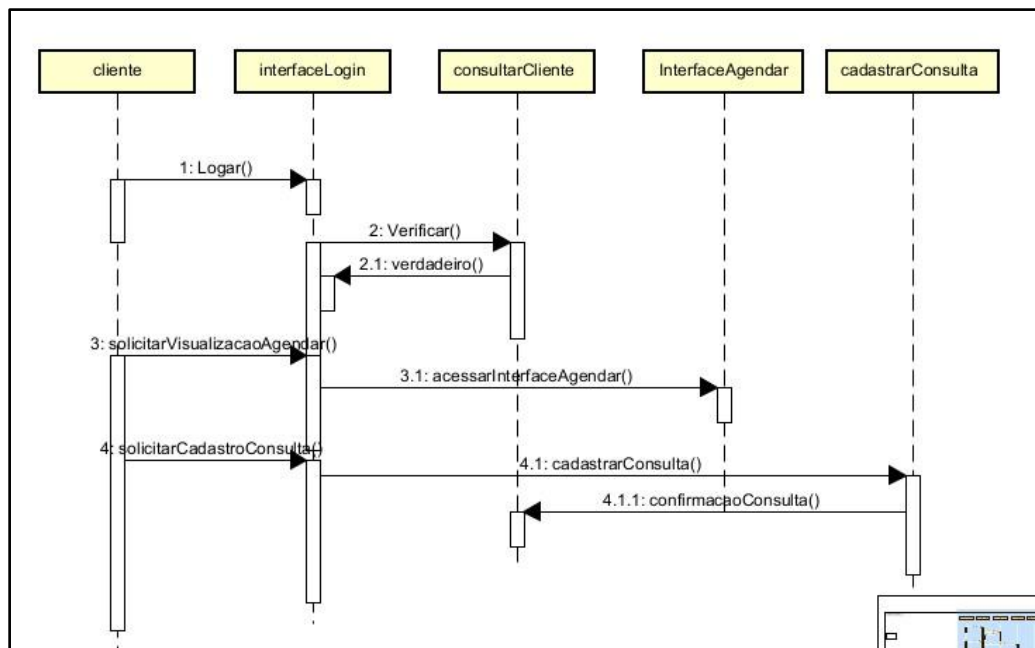 cliente
interfaceLogin
consultarCliente
InterfaceAgendar
cadastrarConsulta
1: Logar()
2: Verificar()
2.1: verdadeiro()
3: solicitarVisualizacaoAgendar()
3.1: acessarInterfaceAgendar()
4: solicitarCadastroConsulta()
4.1: cadastrarConsulta()
4.1.1: confirmacaoConsulta()